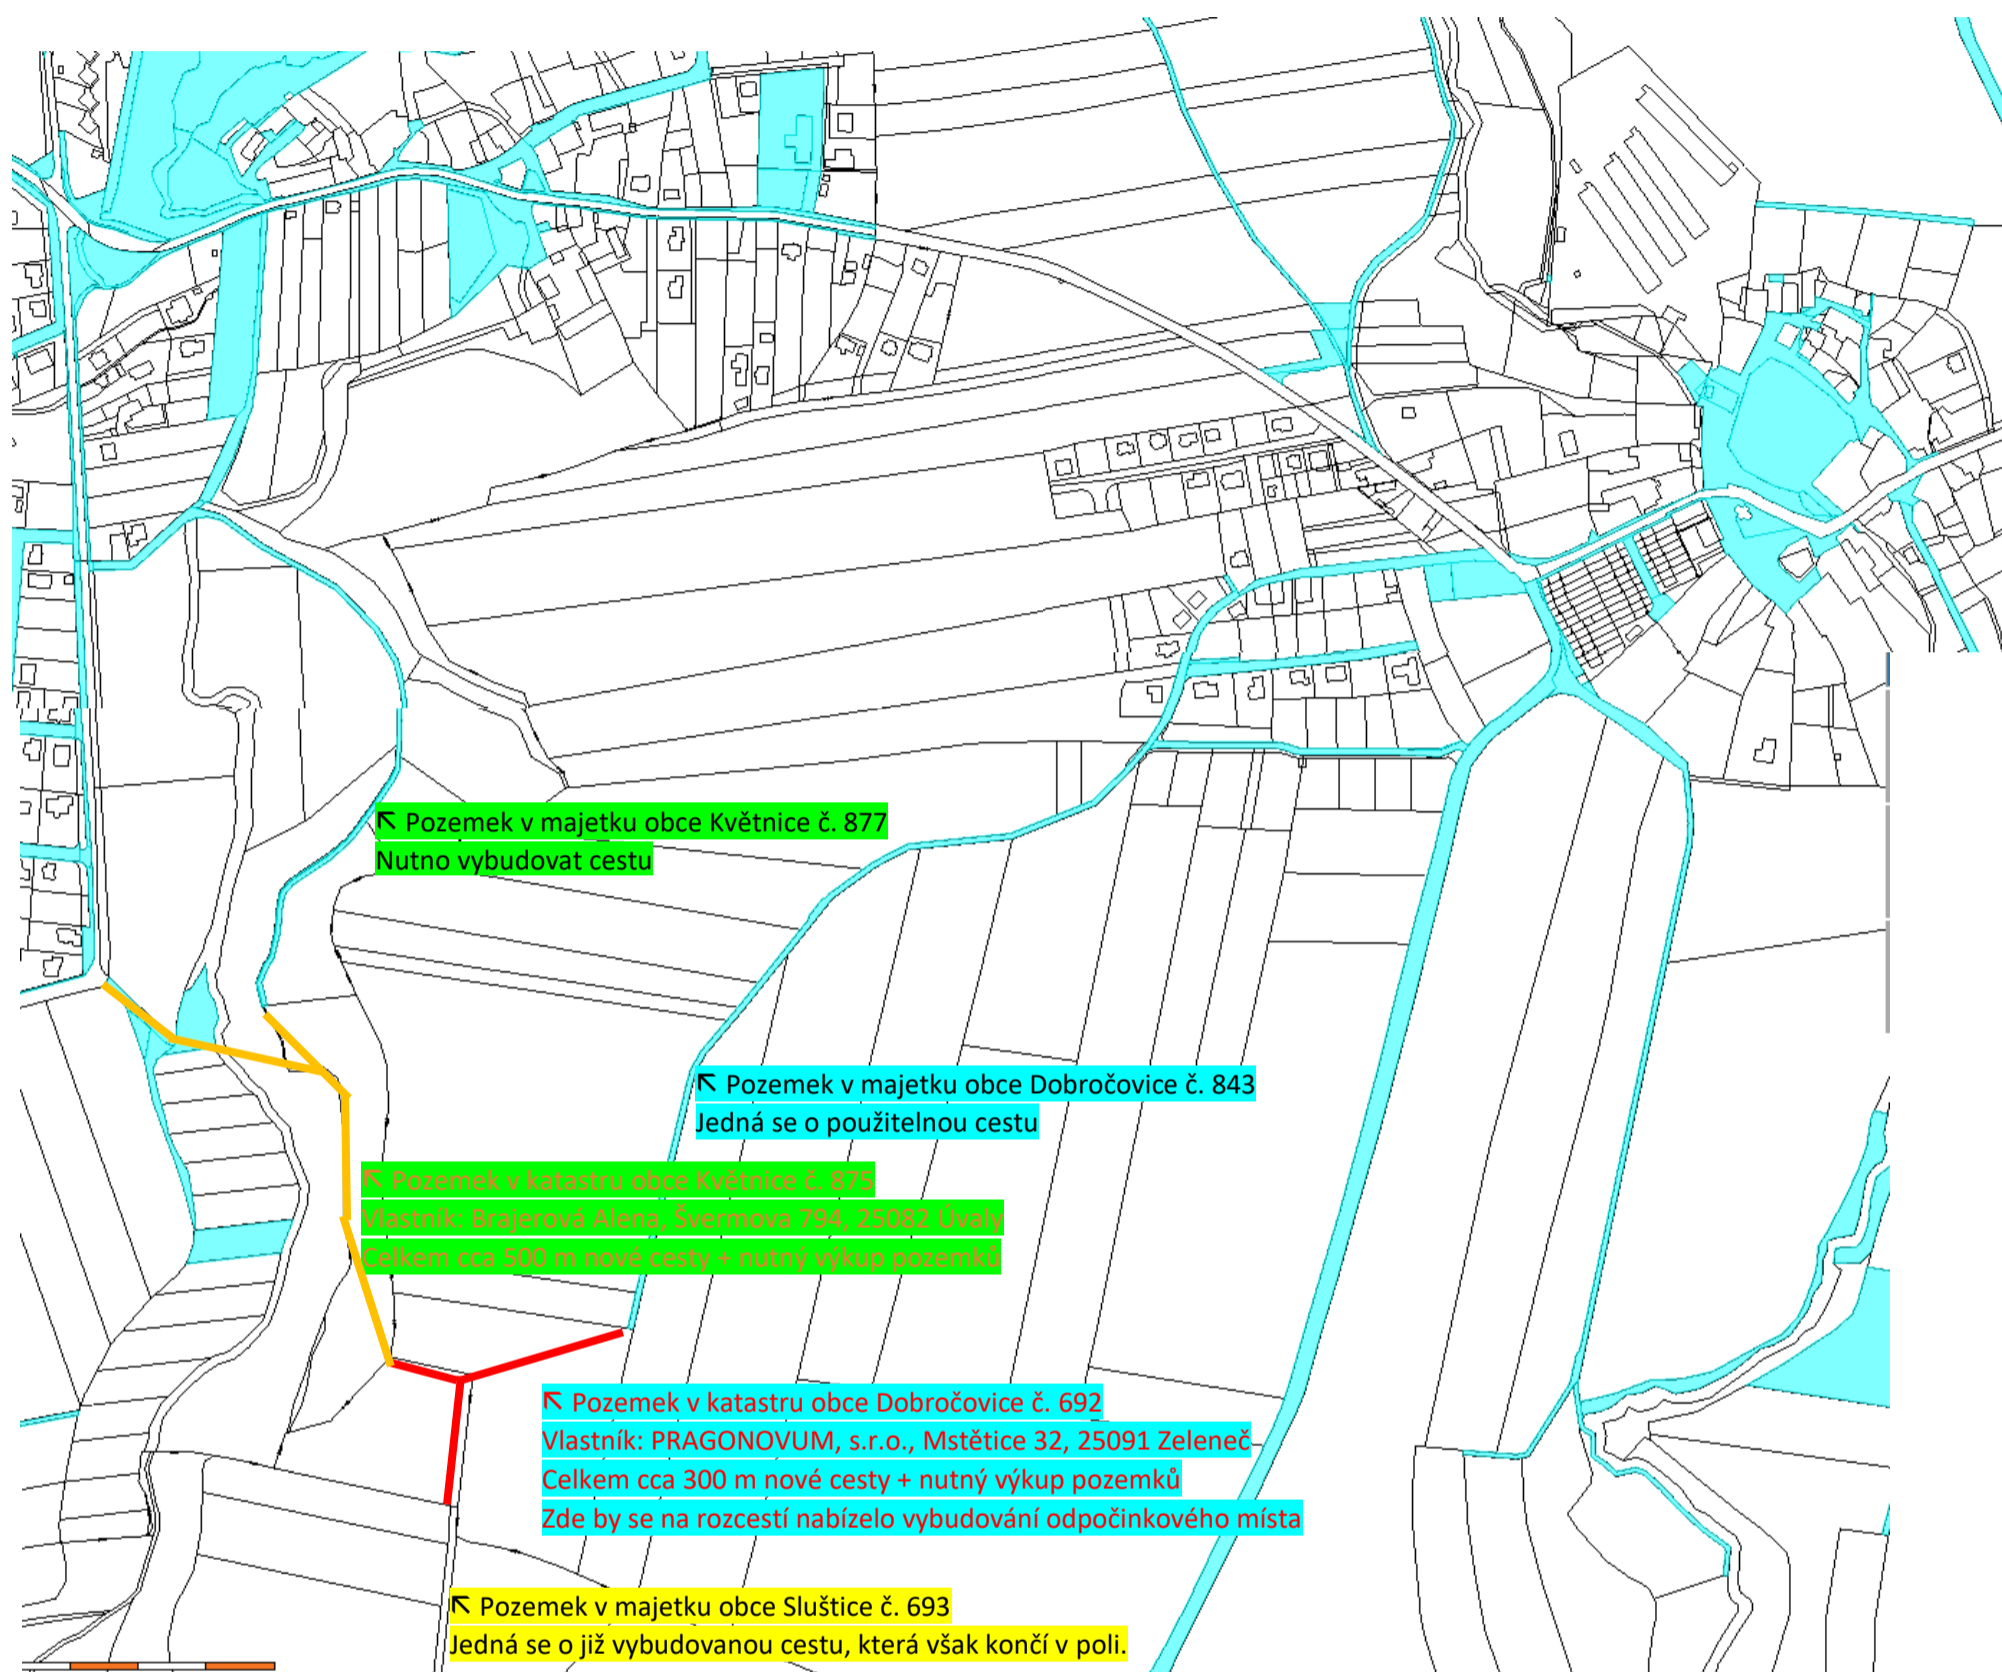 ↖ Pozemek v majetku obce Květnice č. 877
Nutno vybudovat cestu
↖ Pozemek v majetku obce Dobročovice č. 843
Jedná se o použitelnou cestu
↖ Pozemek v katastru obce Květnice č. 875
Vlastník: Brajerová Alena, Švermova 794, 25082 Úvaly
Celkem cca 500 m nové cesty + nutný výkup pozemků
↖ Pozemek v katastru obce Dobročovice č. 692
Vlastník: PRAGONOVUM, s.r.o., Mstětice 32, 25091 Zeleneč
Celkem cca 300 m nové cesty + nutný výkup pozemků
Zde by se na rozcestí nabízelo vybudování odpočinkového místa
↖ Pozemek v majetku obce Sluštice č. 693
Jedná se o již vybudovanou cestu, která však končí v poli.